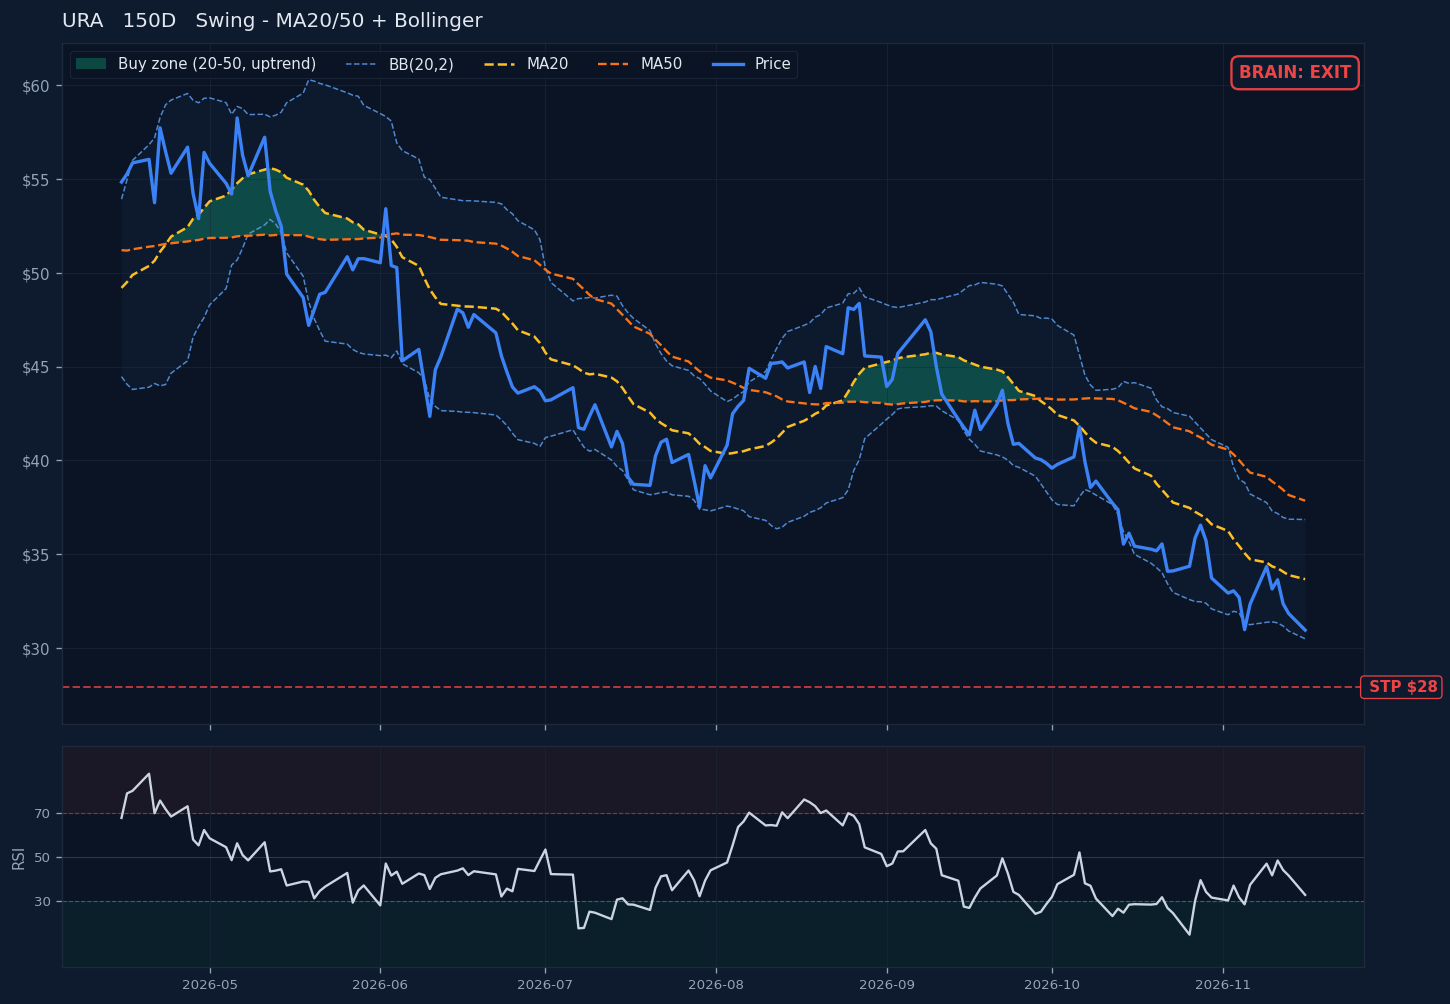 URA 150D Swing - MA20/50 + Bollinger
Buy zone (20-50, uptrend) BB(20,2) MA20 MA50 Price
BRAIN: EXIT
$60
$55
$50
$45
$40
$35
$30
STP $28
70
50
30
RSI
2026-05 2026-06 2026-07 2026-08 2026-09 2026-10 2026-11